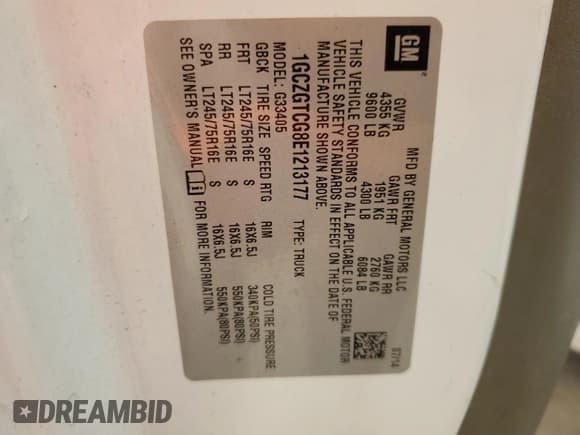 GM
MFD BY GENERAL MOTORS LLC 07/14
GVWR GAWR FRT GAWR RR
4355 KG 1951 KG 2760 KG
9600 LB 4300 LB 6084 LB
THIS VEHICLE CONFORMS TO ALL APPLICABLE U.S. FEDERAL MOTOR
VEHICLE SAFETY STANDARDS IN EFFECT ON THE DATE OF
MANUFACTURE SHOWN ABOVE.
1GCZGTCG8E1213177 TYPE: TRUCK
MODEL: G33405
GBCK TIRE SIZE SPEED RTG RIM COLD TIRE PRESSURE
FRT LT245/75R16E S 16X6.5J 340KPA(50PSI)
RR LT245/75R16E S 16X6.5J 550KPA(80PSI)
SPA LT245/75R16E S 16X6.5J 550KPA(80PSI)
SEE OWNER'S MANUAL FOR MORE INFORMATION.
DREAMBID